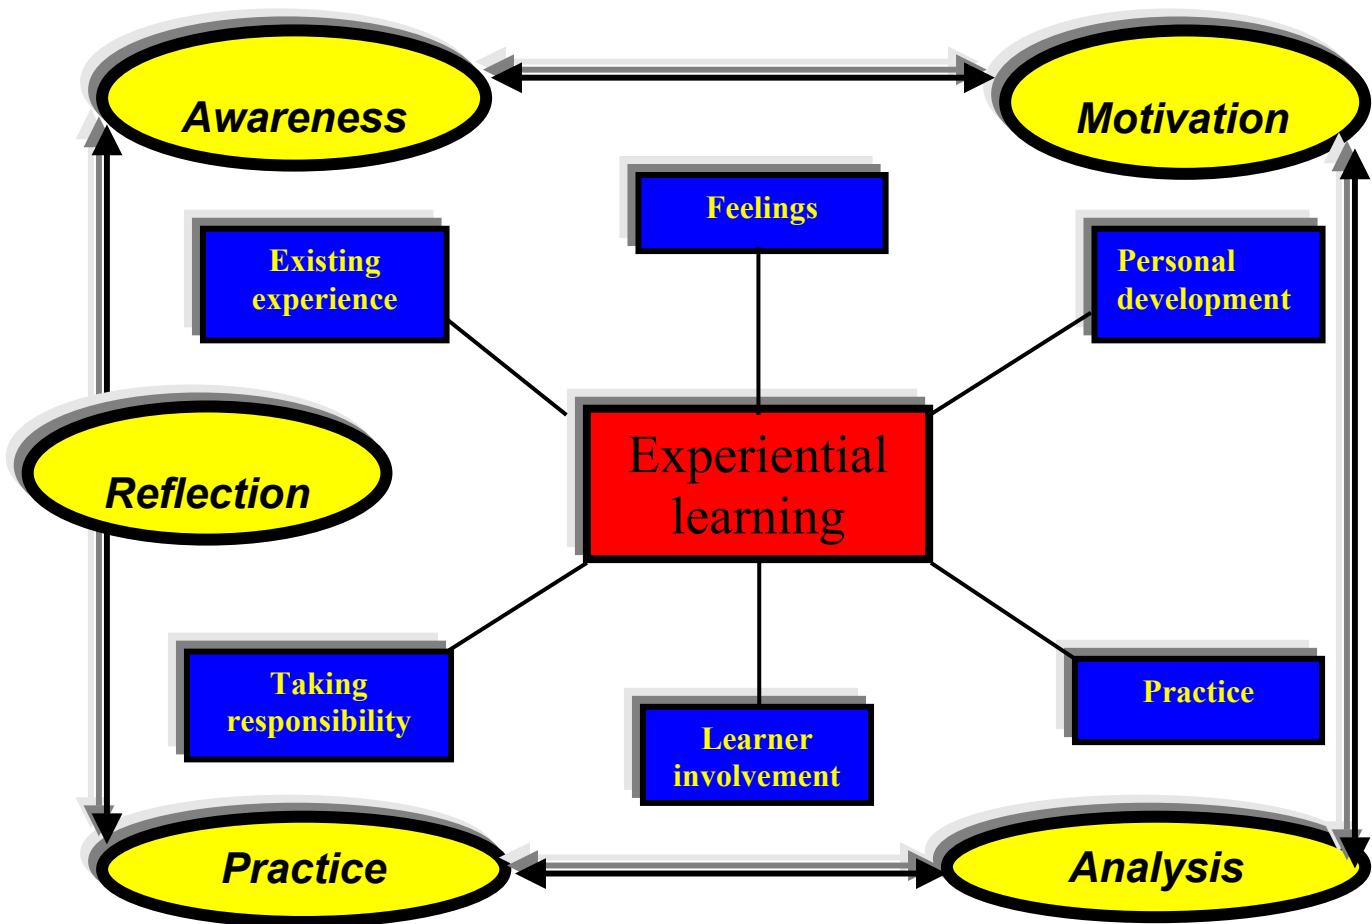 Awareness
Motivation
Feelings
Existing
experience
Personal
development
Experiential
learning
Reflection
Taking
responsibility
Learner
involvement
Practice
Practice
Analysis